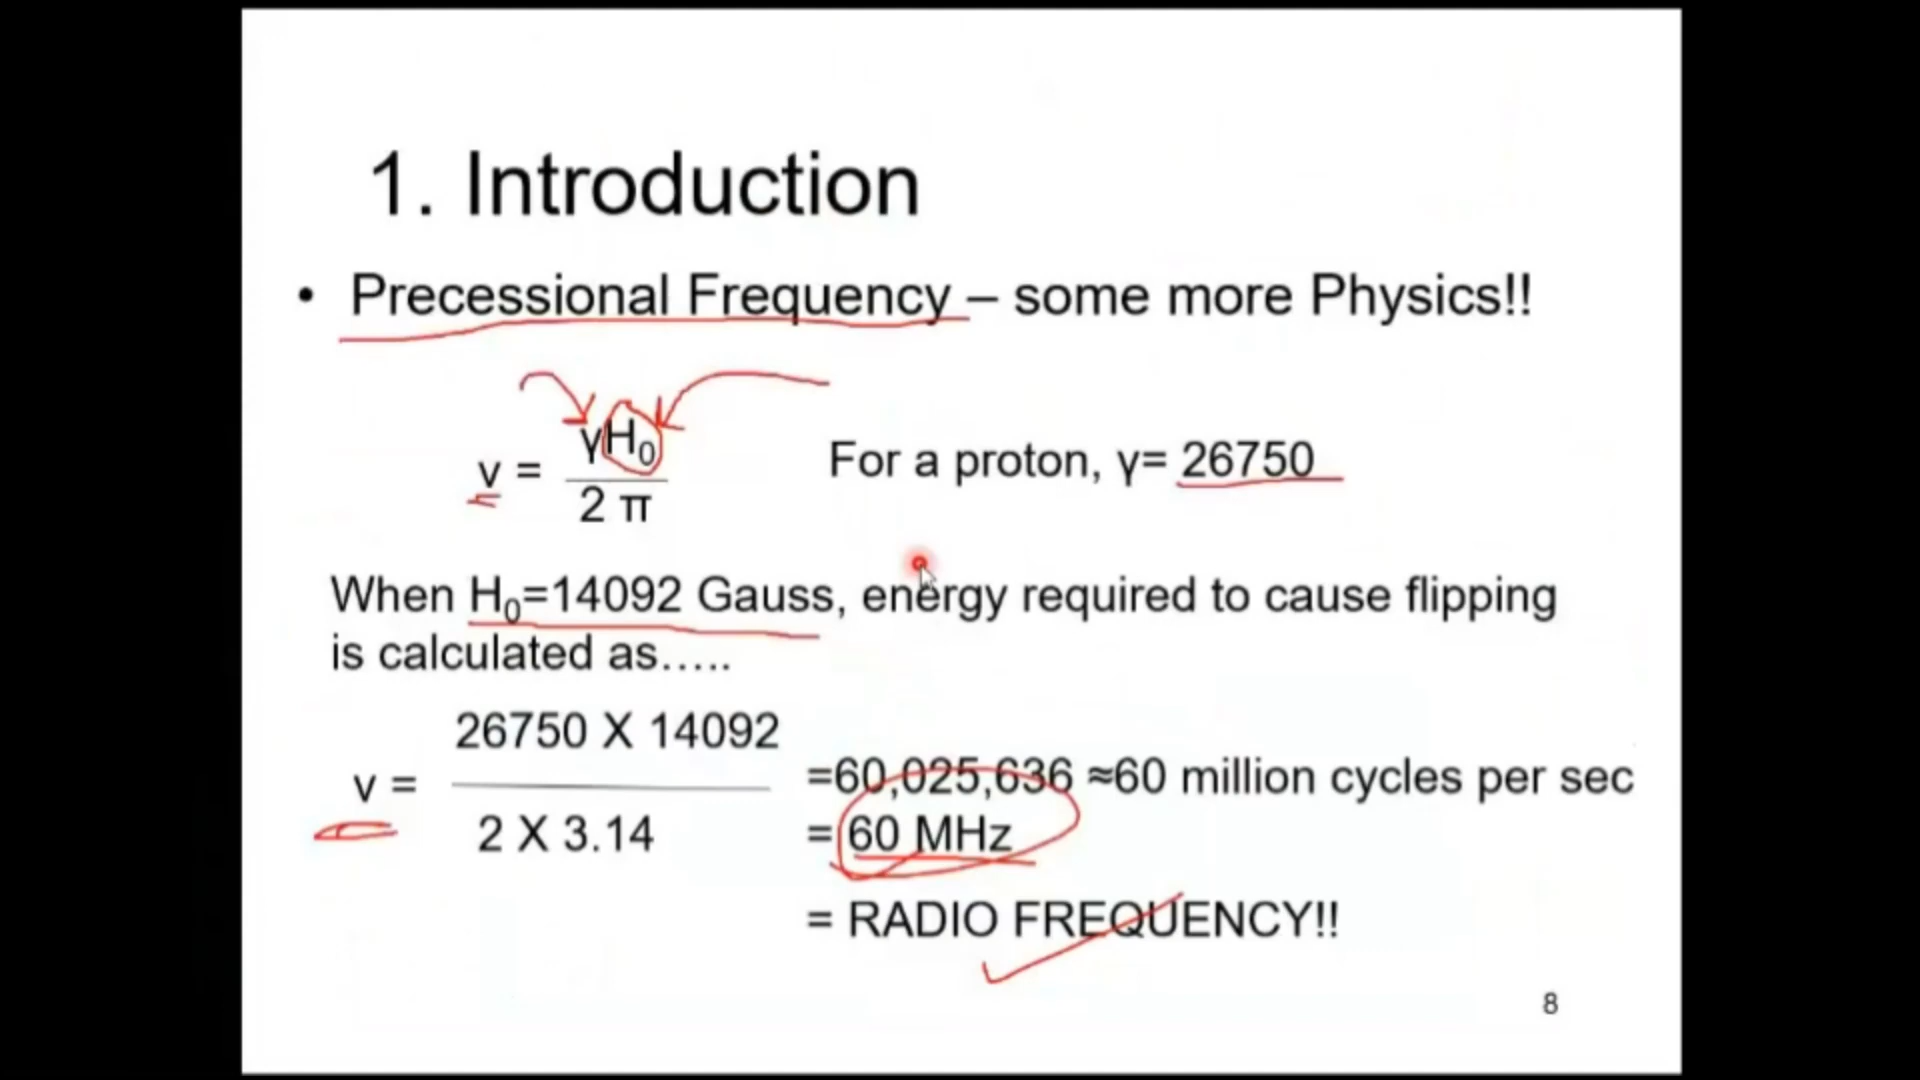 1. Introduction
• Precessional Frequency – some more Physics!!
ν = γH₀ / 2 π
For a proton, γ= 26750
When H₀=14092 Gauss, energy required to cause flipping
is calculated as.....
26750 X 14092
ν =
2 X 3.14
=60,025,636 ≈60 million cycles per sec
= 60 MHz
= RADIO FREQUENCY!!
8